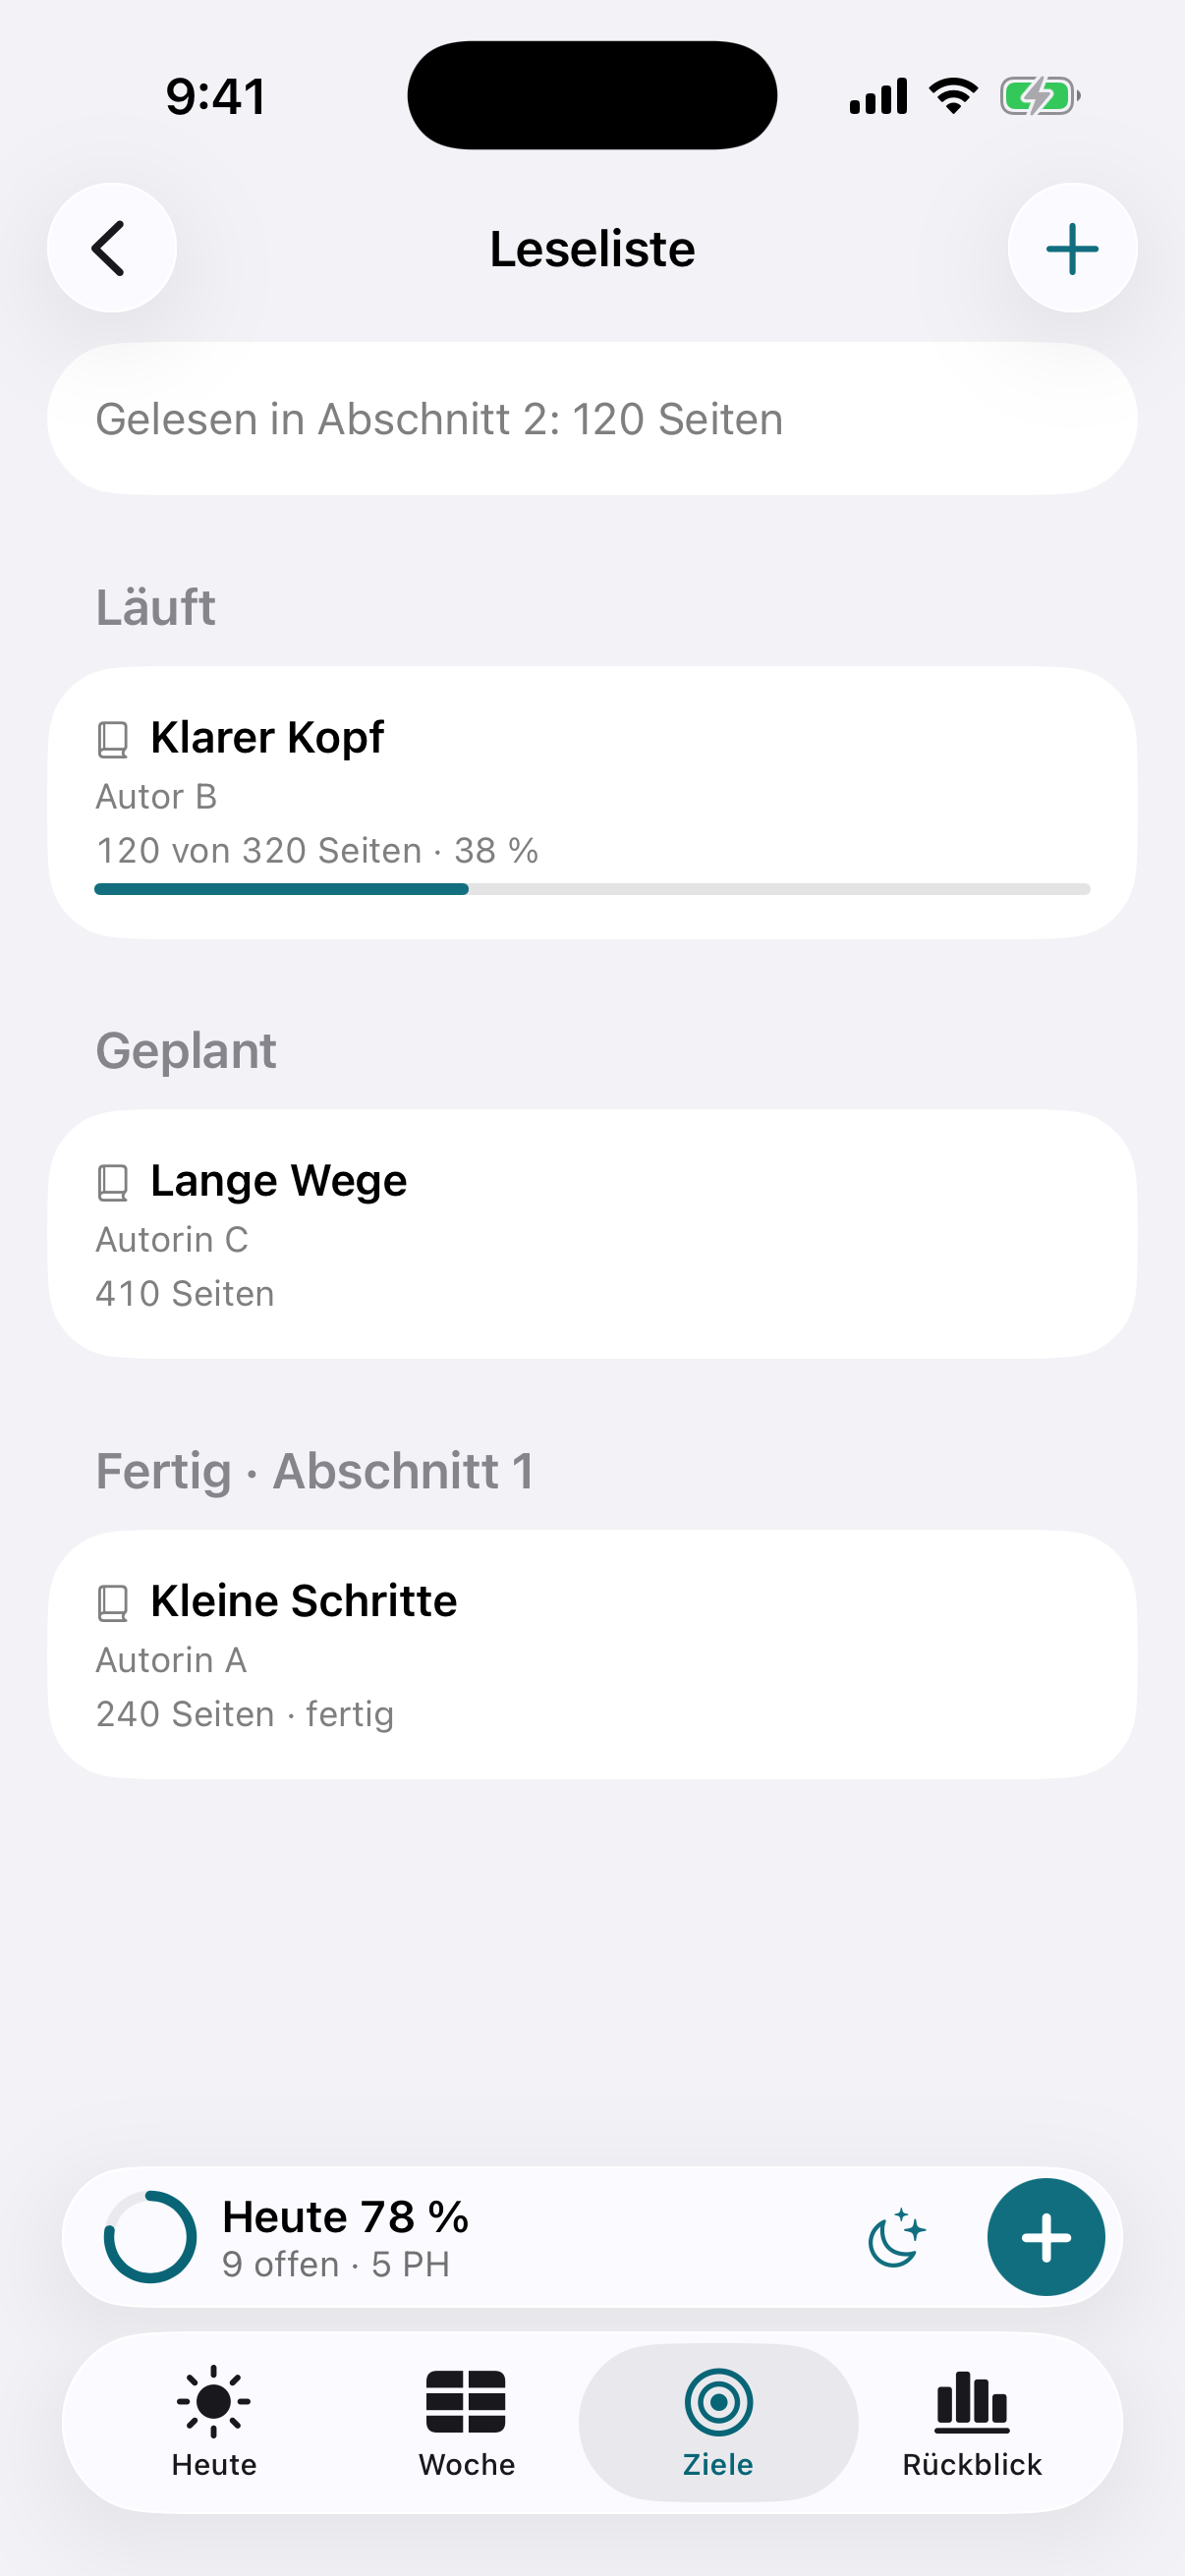 9:41
Leseliste
Gelesen in Abschnitt 2: 120 Seiten
Läuft
Klarer Kopf
Autor B
120 von 320 Seiten · 38 %
Geplant
Lange Wege
Autorin C
410 Seiten
Fertig · Abschnitt 1
Kleine Schritte
Autorin A
240 Seiten · fertig
Heute 78 %
9 offen · 5 PH
Heute
Woche
Ziele
Rückblick